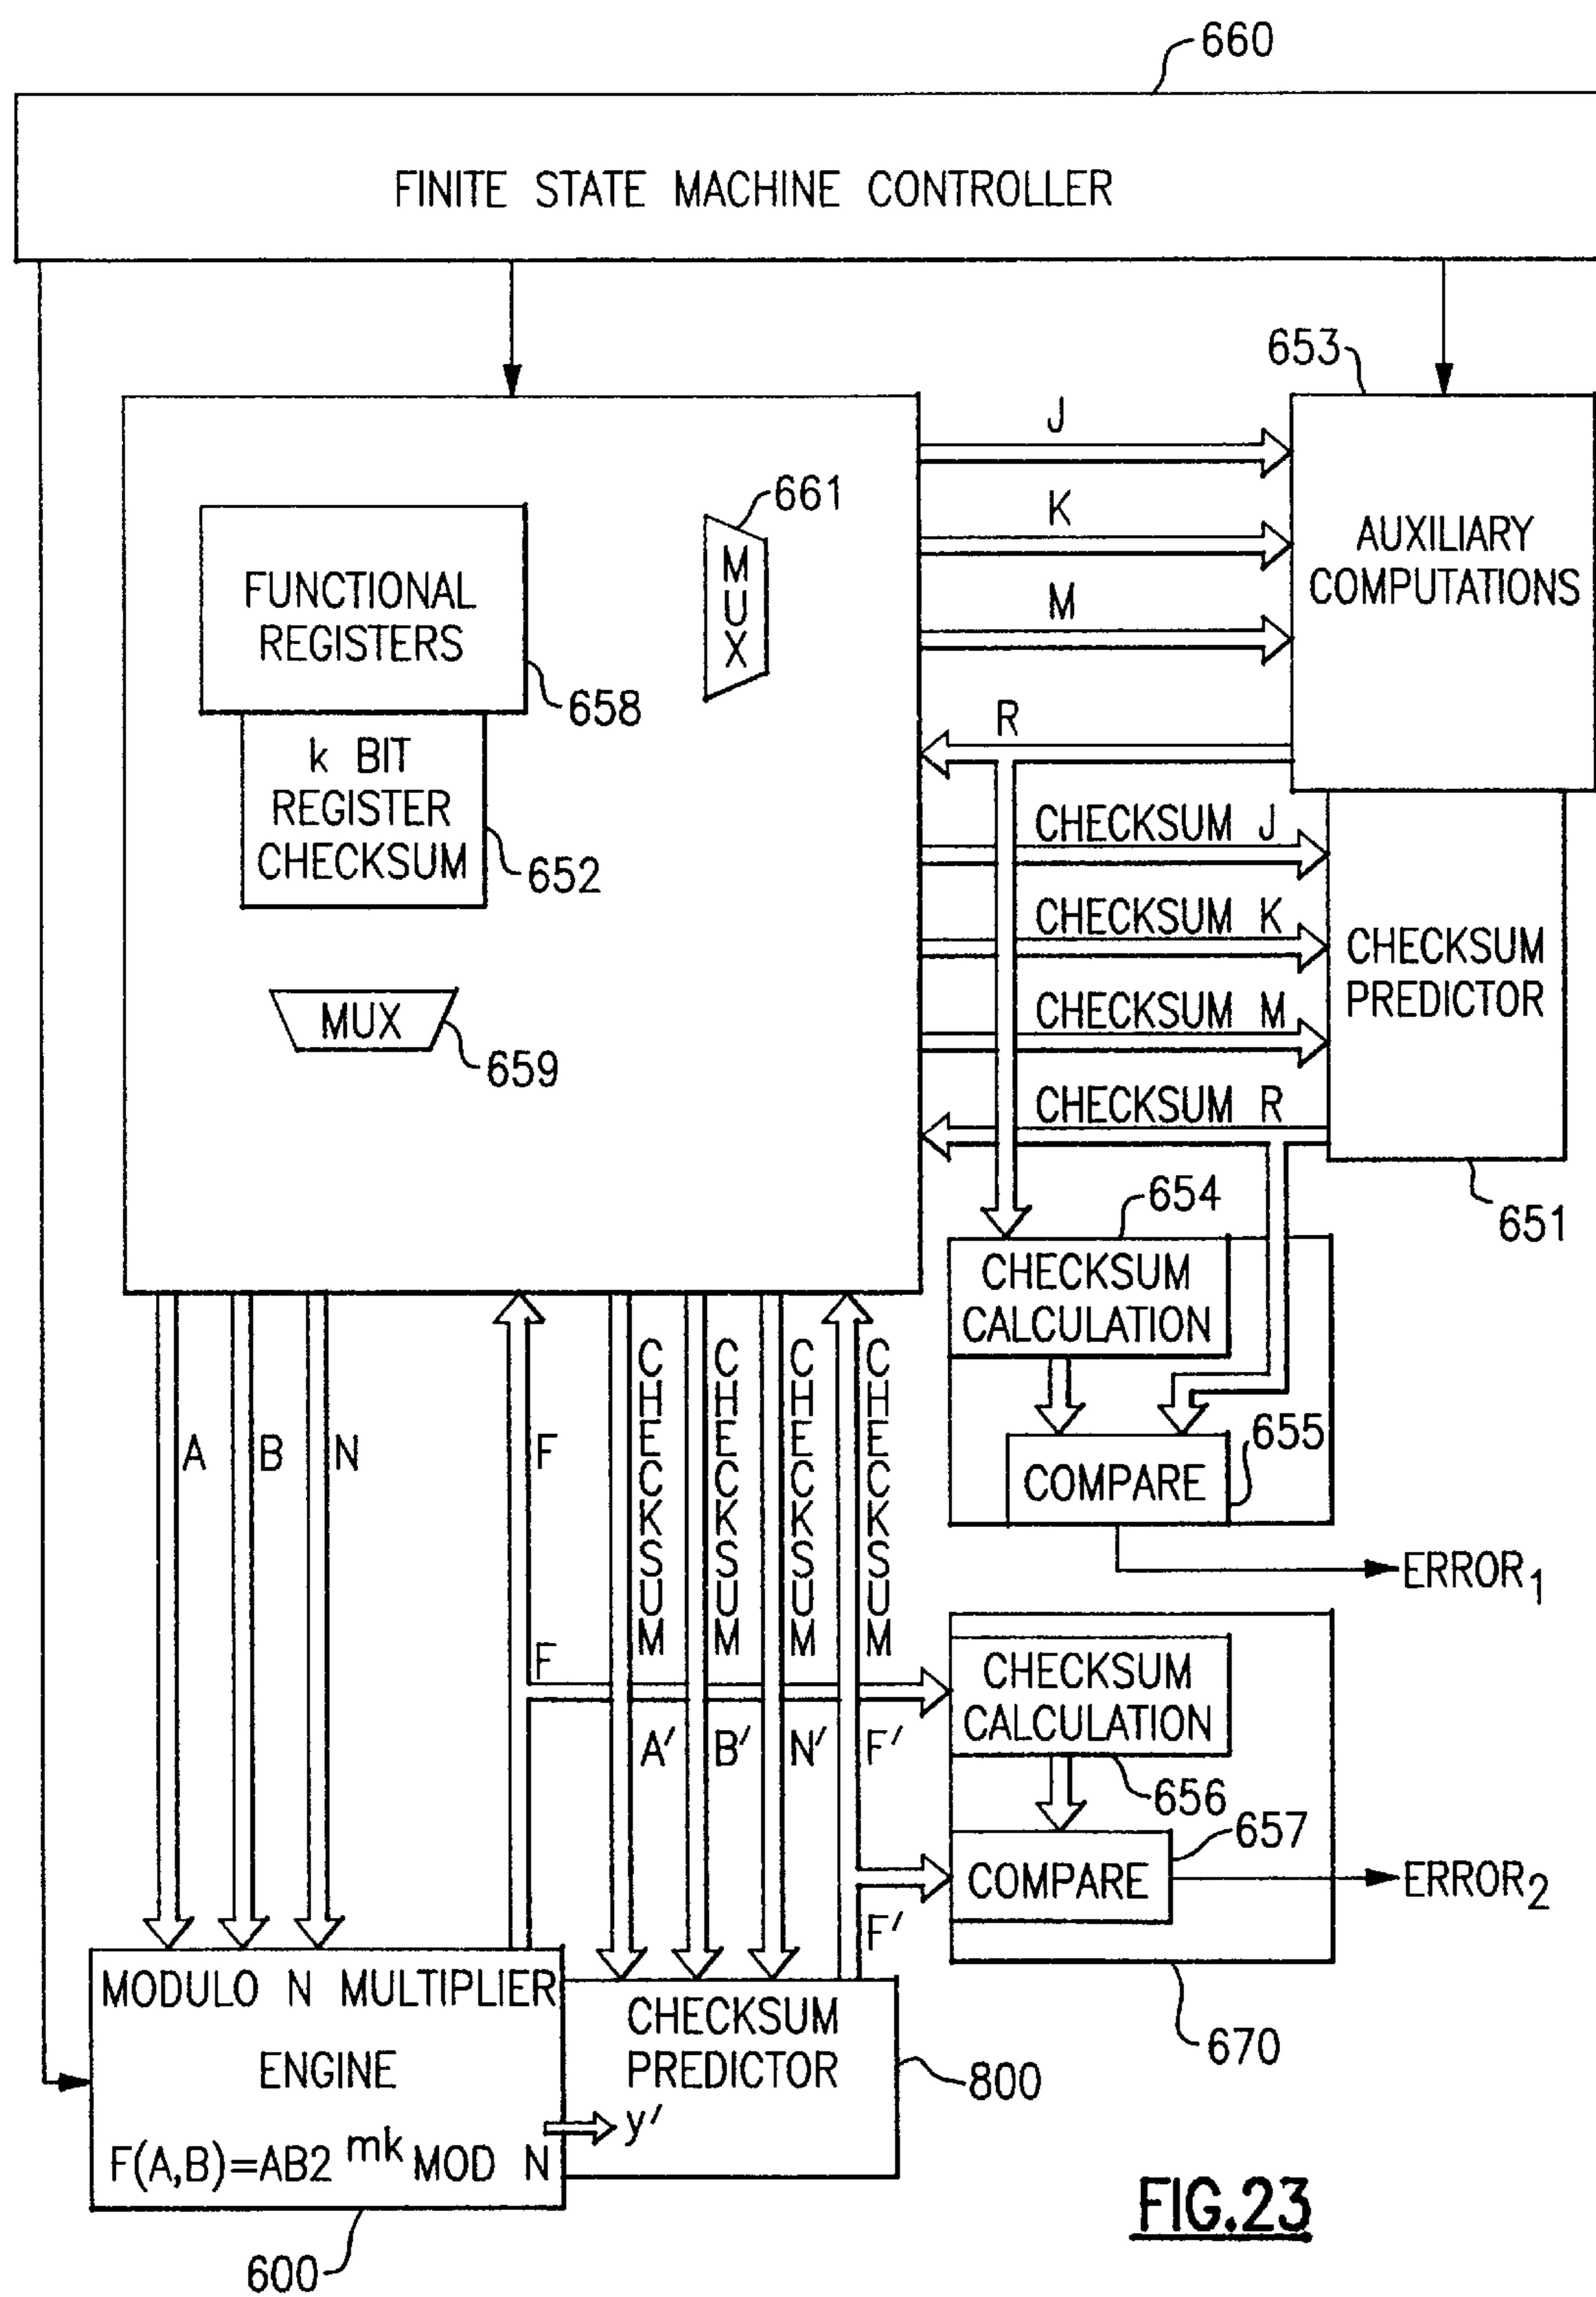 660
FINITE STATE MACHINE CONTROLLER
653
J
661
K
AUXILIARY
COMPUTATIONS
MUX
M
FUNCTIONAL
REGISTERS
658
R
k BIT
REGISTER
CHECKSUM
652
CHECKSUM J
CHECKSUM K
CHECKSUM
PREDICTOR
CHECKSUM M
MUX
659
CHECKSUM R
651
654
CHECKSUM
CALCULATION
A
B
N
F
CHECKSUM
CHECKSUM
CHECKSUM
CHECKSUM
655
COMPARE
ERROR1
F
CHECKSUM
CALCULATION
A'
B'
N'
F'
656
657
COMPARE
ERROR2
F'
670
MODULO N MULTIPLIER
ENGINE
F(A,B)=AB2 mk MOD N
CHECKSUM
PREDICTOR
800
y'
600
FIG.23